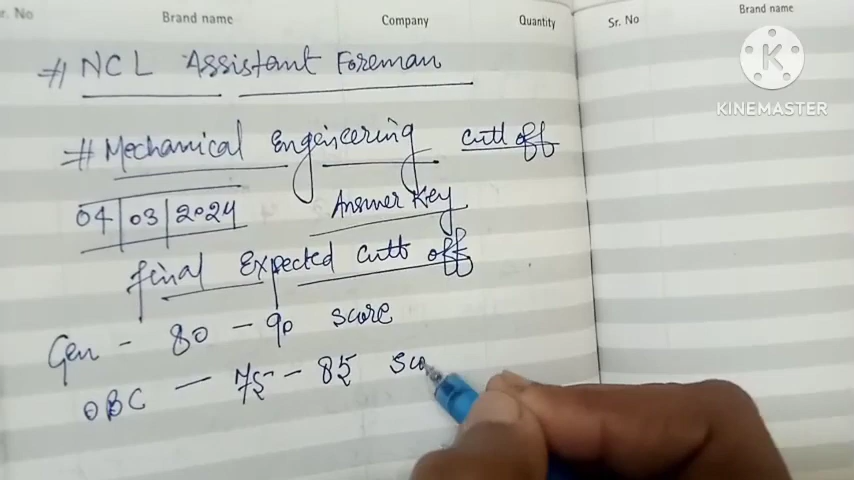 r. No Brand name Company Quantity Sr. No Brand name
# NCL Assistant Foreman
# Mechanical Engineering Cutt off
04|03|2024 Answer Key
final Expected Cutt off
Gen - 80 - 90 Score
OBC - 75 - 85 Sco
K
KINEMASTER